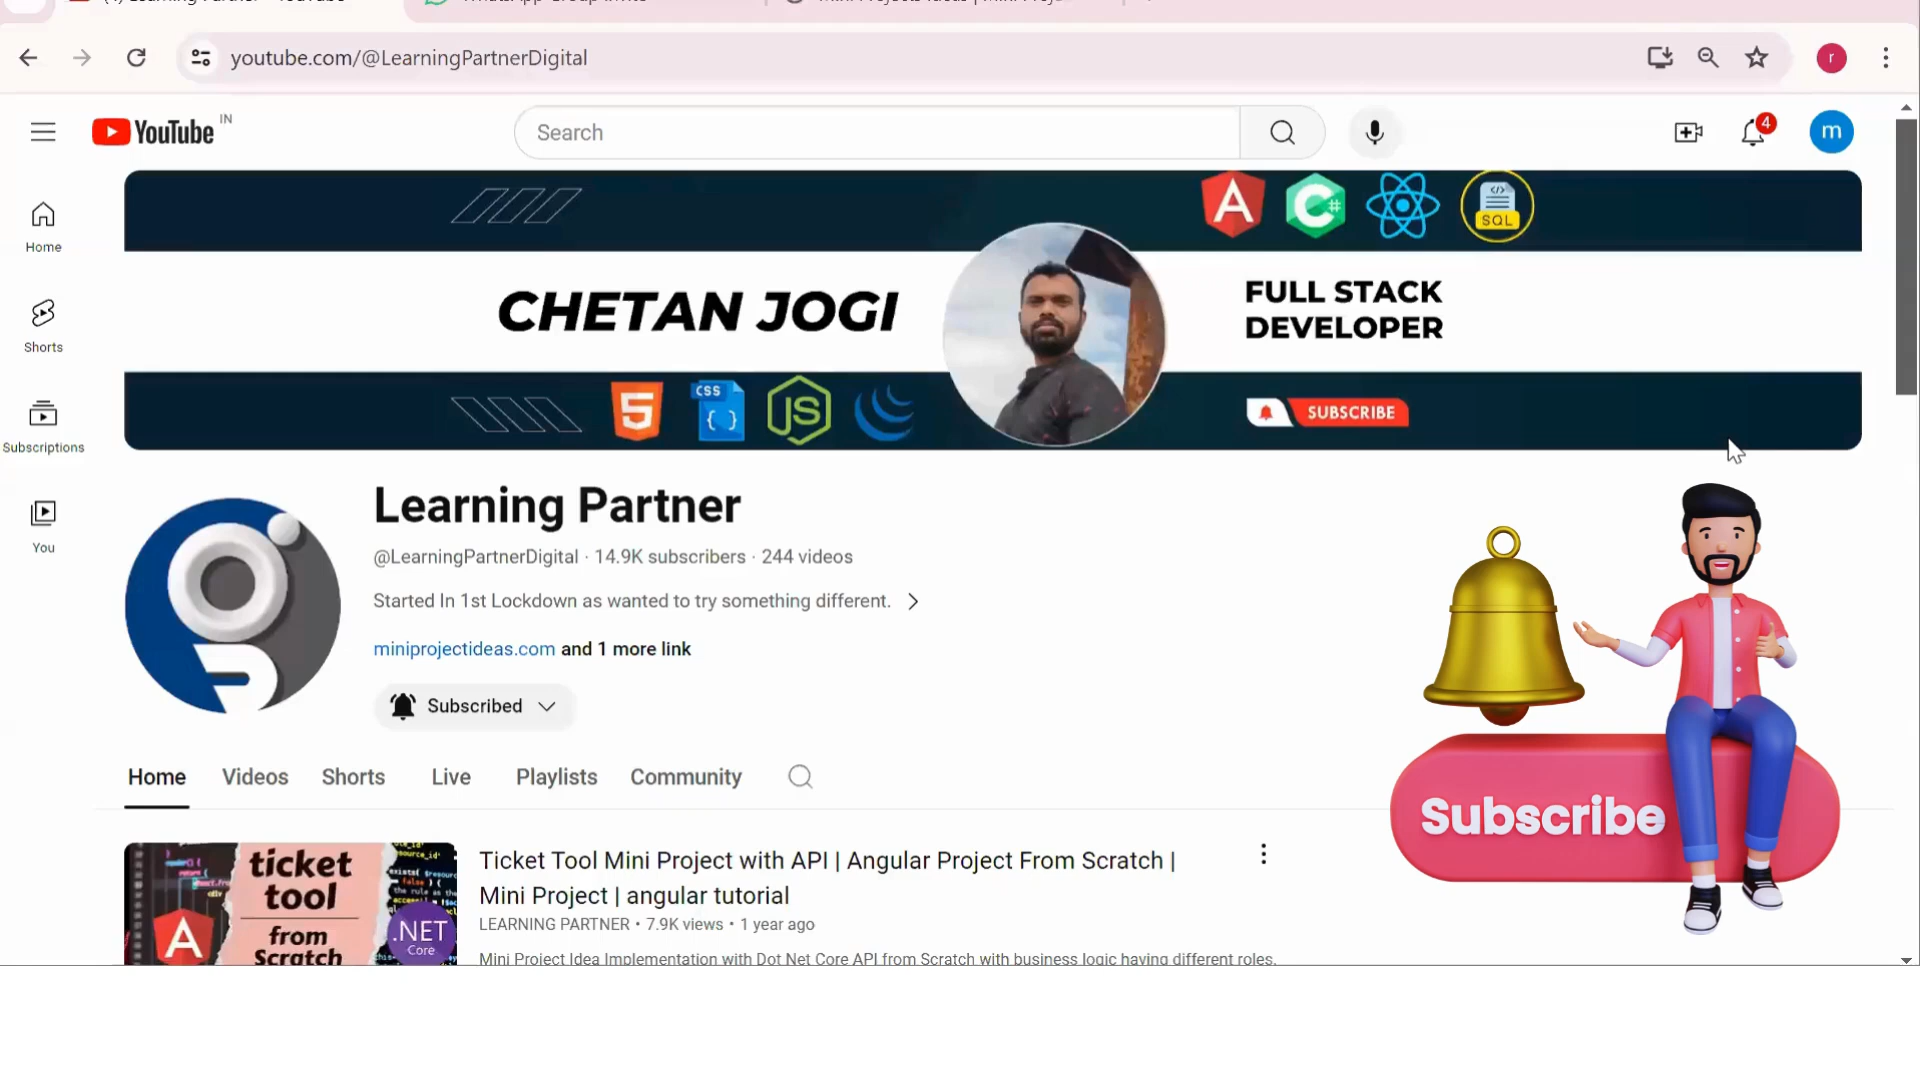 youtube.com/@LearningPartnerDigital
r
YouTube IN
Search
4
m
Home
Shorts
Subscriptions
You
A
C#
</>
SQL
CHETAN JOGI
FULL STACK
DEVELOPER
5
CSS
{ }
JS
SUBSCRIBE
Learning Partner
@LearningPartnerDigital · 14.9K subscribers · 244 videos
Started In 1st Lockdown as wanted to try something different.
miniprojectideas.com and 1 more link
Subscribed
Home
Videos
Shorts
Live
Playlists
Community
Subscribe
ticket
tool
from
Scratch
A
.NET
Core
Ticket Tool Mini Project with API | Angular Project From Scratch |
Mini Project | angular tutorial
LEARNING PARTNER • 7.9K views • 1 year ago
Mini Project Idea Implementation with Dot Net Core API from Scratch with business logic having different roles.